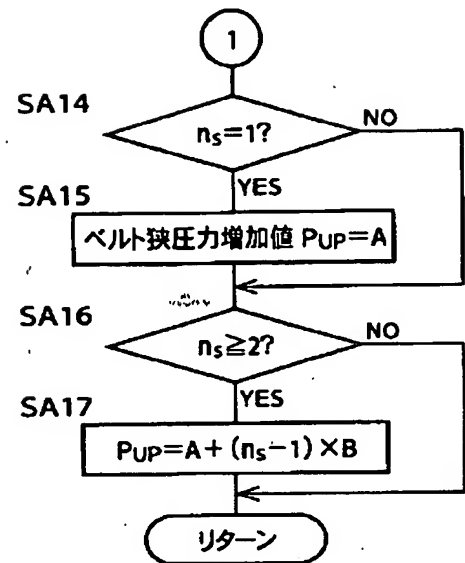 1
SA14
nS=1?
NO
YES
SA15
ベルト狭圧力増加値 PUP=A
SA16
nS≧2?
NO
YES
SA17
PUP=A+(nS-1)×B
リターン